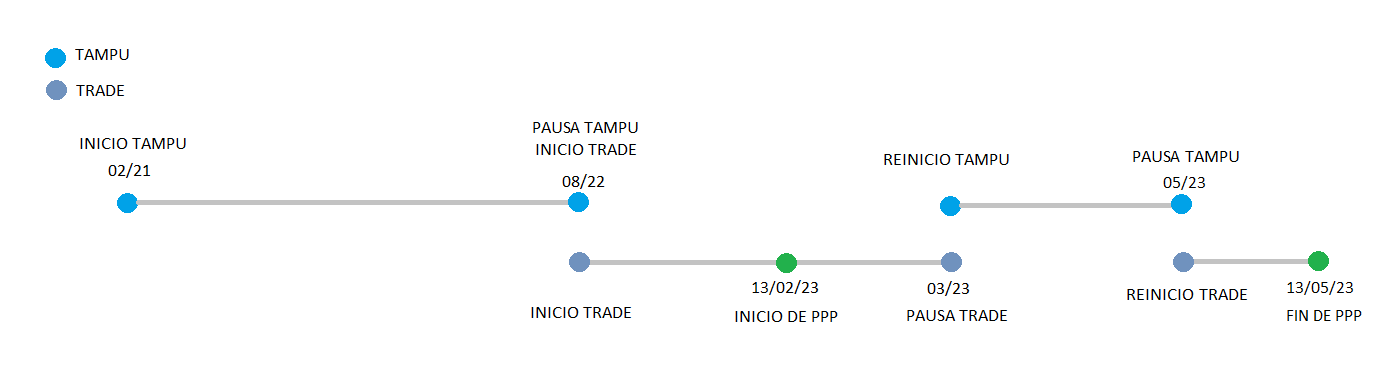 TAMPU
TRADE
INICIO TAMPU
02/21
PAUSA TAMPU
INICIO TRADE
08/22
REINICIO TAMPU
PAUSA TAMPU
05/23
INICIO TRADE
13/02/23
INICIO DE PPP
03/23
PAUSA TRADE
REINICIO TRADE
13/05/23
FIN DE PPP